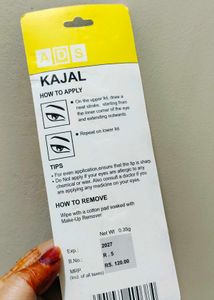 ADS
KAJAL
HOW TO APPLY
• On the upper lid, draw a
neat stroke, starting from
the inner corner of the eye
and extending outwards.
• Repeat on lower lid.
TIPS
• For even application,ensure that the tip is sharp.
• Do not Apply if your eyes are allergic to any
chemical or wax. Also consult a doctor if you
are applying any medicine on your eyes.
HOW TO REMOVE
Wipe with a cotton pad soaked with
Make-Up Remover
Net Wt. 0.35g
Exp.: 2027
B.No.: R .5
MRP. RS. 120.00
(Incl. of all taxes)